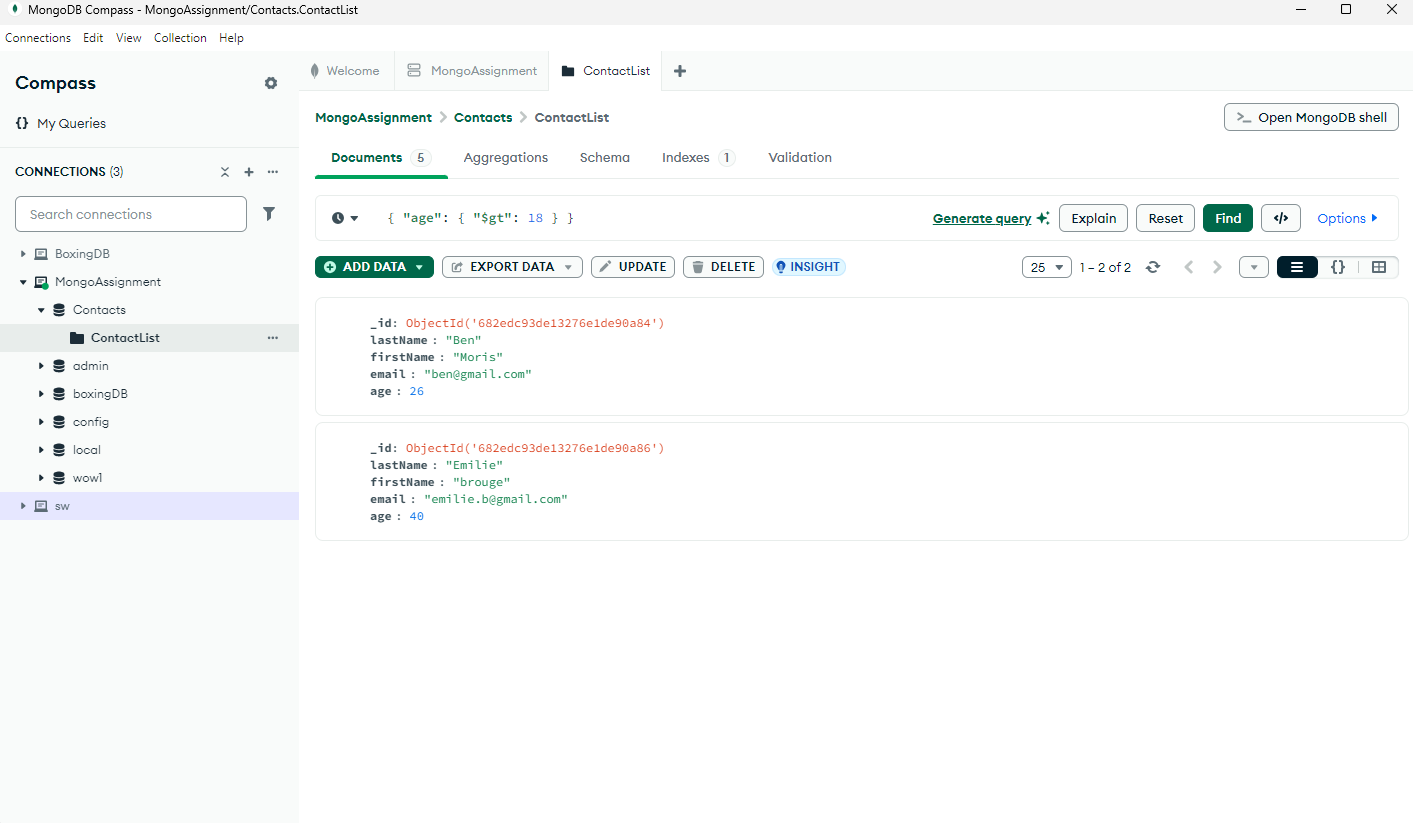 MongoDB Compass - MongoAssignment/Contacts.ContactList
Connections Edit View Collection Help
Compass
{} My Queries
CONNECTIONS (3)
Search connections
BoxingDB
MongoAssignment
Contacts
ContactList
admin
boxingDB
config
local
wow1
sw
Welcome MongoAssignment ContactList
MongoAssignment > Contacts > ContactList
>_ Open MongoDB shell
Documents 5 Aggregations Schema Indexes 1 Validation
{ "age": { "$gt": 18 } }
Generate query Explain Reset Find </> Options
ADD DATA EXPORT DATA UPDATE DELETE INSIGHT
25 1 – 2 of 2 {}
_id: ObjectId('682edc93de13276e1de90a84')
lastName : "Ben"
firstName : "Moris"
email : "ben@gmail.com"
age : 26
_id: ObjectId('682edc93de13276e1de90a86')
lastName : "Emilie"
firstName : "brouge"
email : "emilie.b@gmail.com"
age : 40